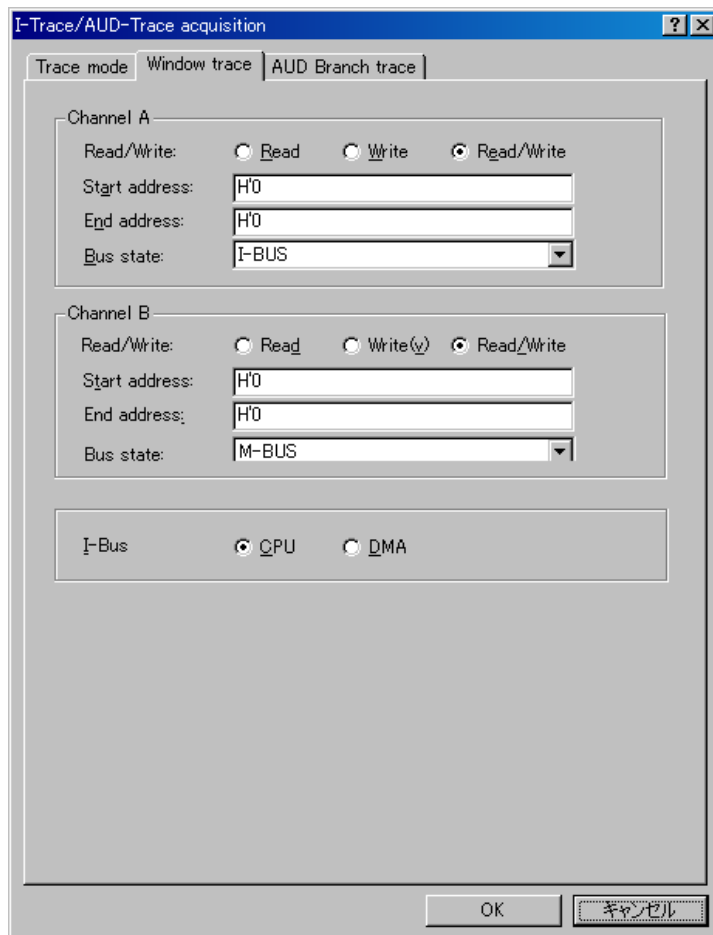 I-Trace/AUD-Trace acquisition
Trace mode Window trace AUD Branch trace
Channel A
Read/Write: Read Write Read/Write
Start address: H'0
End address: H'0
Bus state: I-BUS
Channel B
Read/Write: Read Write(v) Read/Write
Start address: H'0
End address: H'0
Bus state: M-BUS
I-Bus CPU DMA
OK キャンセル